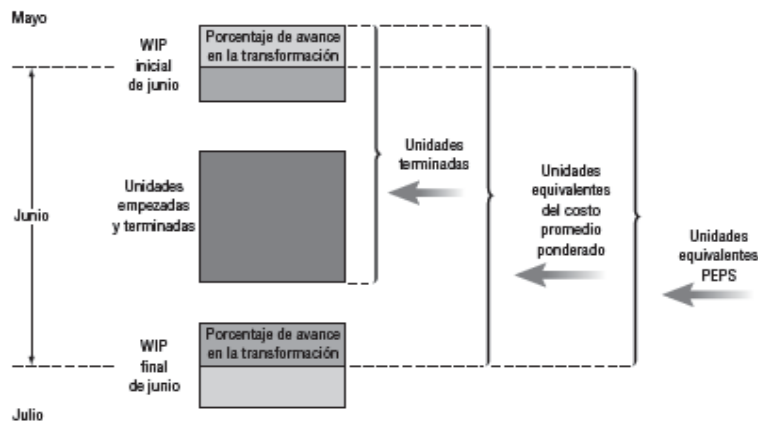 Mayo
WIP
inicial
de junio
Porcentaje de avance
en la transformación
Unidades
terminadas
Junio
Unidades
empezadas
y terminadas
Unidades
equivalentes
del costo
promedio
ponderado
Unidades
equivalentes
PEPS
WIP
final
de junio
Porcentaje de avance
en la transformación
Julio